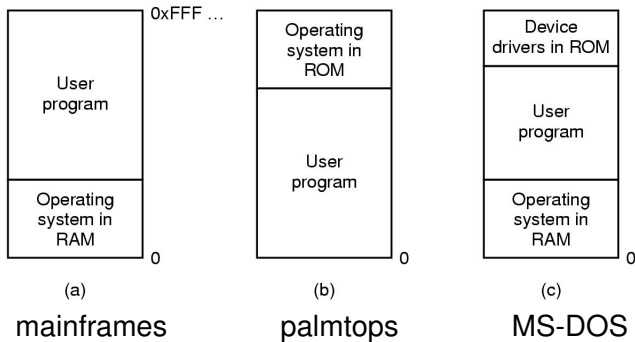 0xFFF ...
User
program
Operating
system in
RAM
0
(a)
mainframes
Operating
system in
ROM
User
program
0
(b)
palmtops
Device
drivers in ROM
User
program
Operating
system in
RAM
0
(c)
MS-DOS